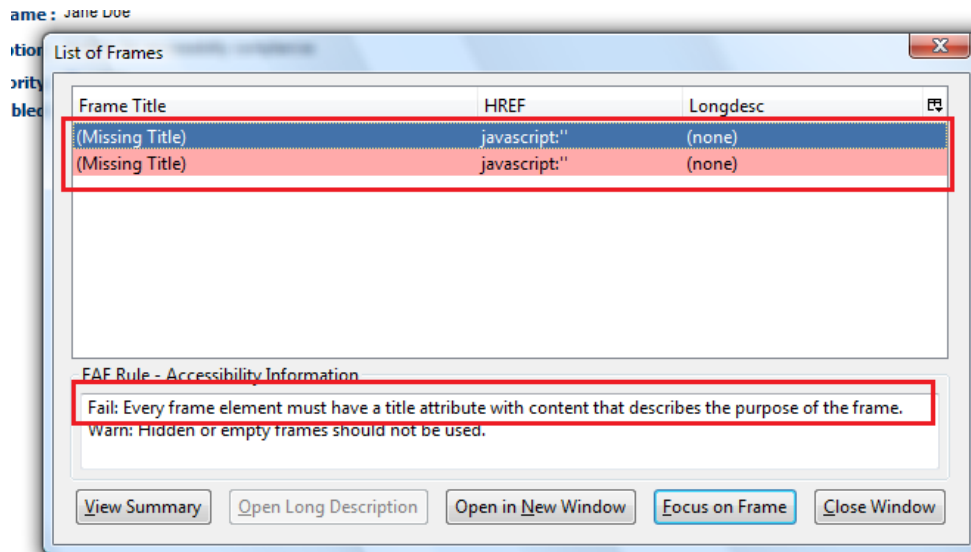 ame : Jane Doe
ption
List of Frames
ority
bled
Frame Title HREF Longdesc
(Missing Title) javascript:'' (none)
(Missing Title) javascript:'' (none)
FAE Rule - Accessibility Information
Fail: Every frame element must have a title attribute with content that describes the purpose of the frame.
Warn: Hidden or empty frames should not be used.
View Summary Open Long Description Open in New Window Focus on Frame Close Window